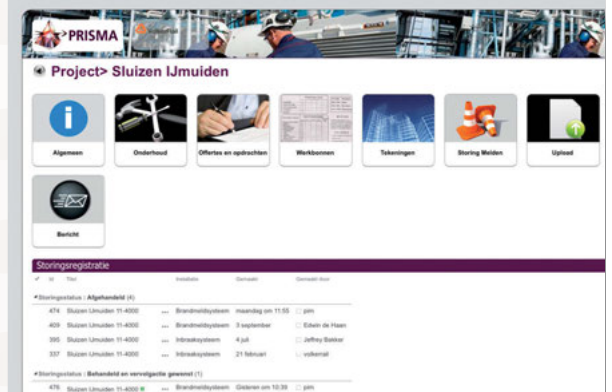 PRISMA
Project> Sluizen IJmuiden
Algemeen
Onderhoud
Offertes en opdrachten
Werkbonnen
Tekeningen
Storing Melden
Upload
Bericht
Storingsregistratie
Id Titel Installatie Gemaakt Gemaakt door
Storingsstatus : Afgehandeld (4)
474 Sluizen IJmuiden 11-4000 ... Brandmeldsysteem maandag om 11:55 pim
409 Sluizen IJmuiden 11-4000 ... Brandmeldsysteem 3 september Edwin de Haan
395 Sluizen IJmuiden 11-4000 ... Inbraaksysteem 4 juli Jeffrey Bakker
337 Sluizen IJmuiden 11-4000 ... Inbraaksysteem 21 februari volkerrail
Storingsstatus : Behandeld en vervolgactie gewenst (1)
476 Sluizen IJmuiden 11-4000 ... Brandmeldsysteem Gisteren om 10:39 pim